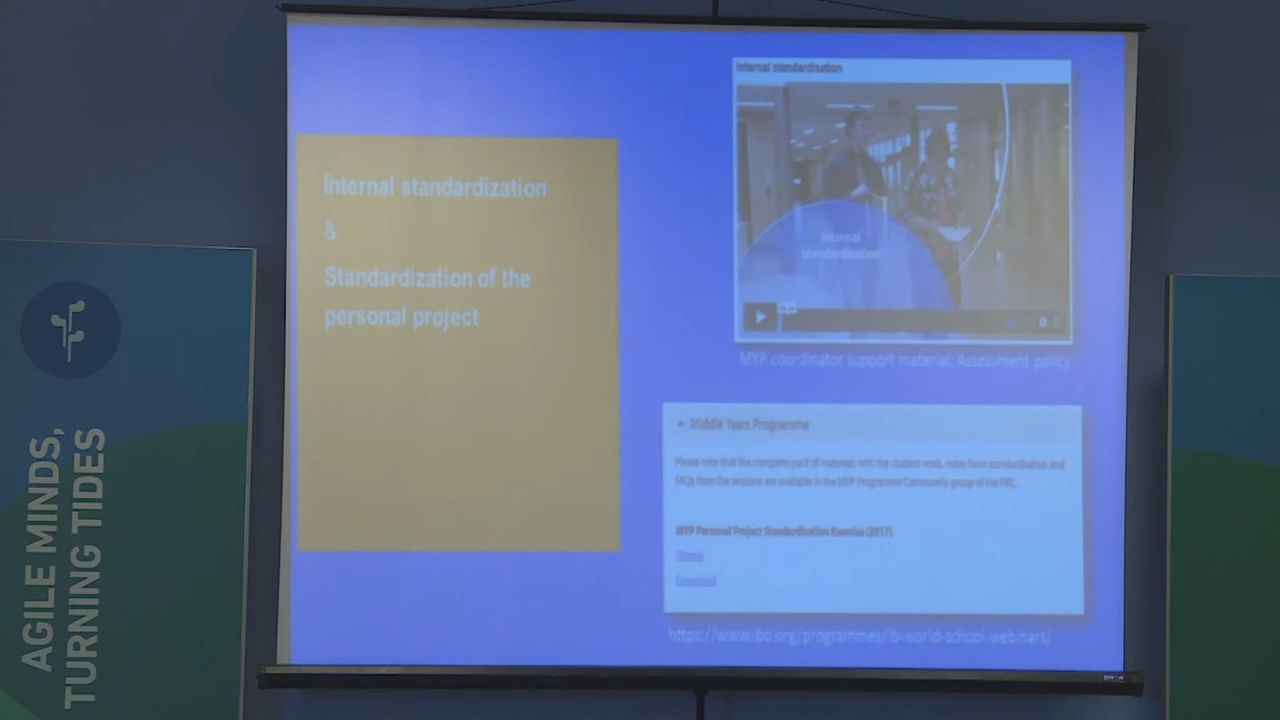 AGILE MINDS,
TURNING TIDES
Internal standardization
&
Standardization of the
personal project
Internal standardisation
Internal
standardisation
MYP coordinator support material: Assessment policy
Middle Years Programme
Please note that the complete pack of materials with the student work, notes from standardisation and
FAQs from the sessions are available in the MYP Programme Community group of the PRC.
MYP Personal Project Standardisation Exercise (2017)
Stream
Download
https://www.ibo.org/programmes/ib-world-school-webinars/